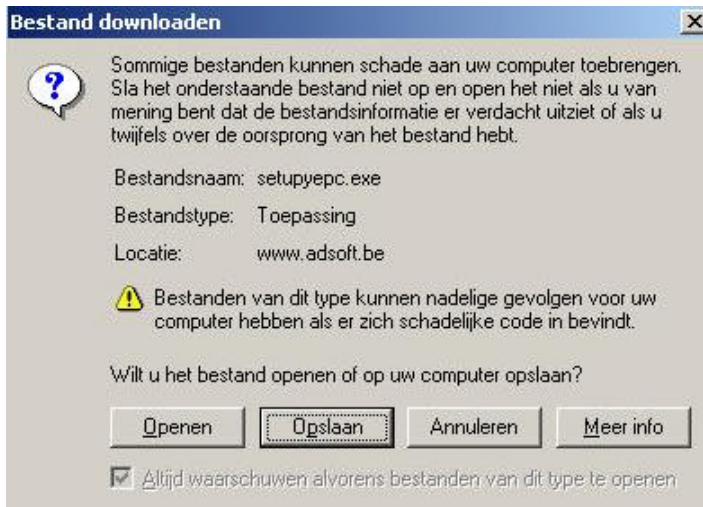 Bestand downloaden
Sommige bestanden kunnen schade aan uw computer toebrengen.
Sla het onderstaande bestand niet op en open het niet als u van
mening bent dat de bestandsinformatie er verdacht uitziet of als u
twijfels over de oorsprong van het bestand hebt.
Bestandsnaam: setupyepc.exe
Bestandstype: Toepassing
Locatie: www.adsoft.be
Bestanden van dit type kunnen nadelige gevolgen voor uw
computer hebben als er zich schadelijke code in bevindt.
Wilt u het bestand openen of op uw computer opslaan?
Openen Opslaan Annuleren Meer info
Altijd waarschuwen alvorens bestanden van dit type te openen